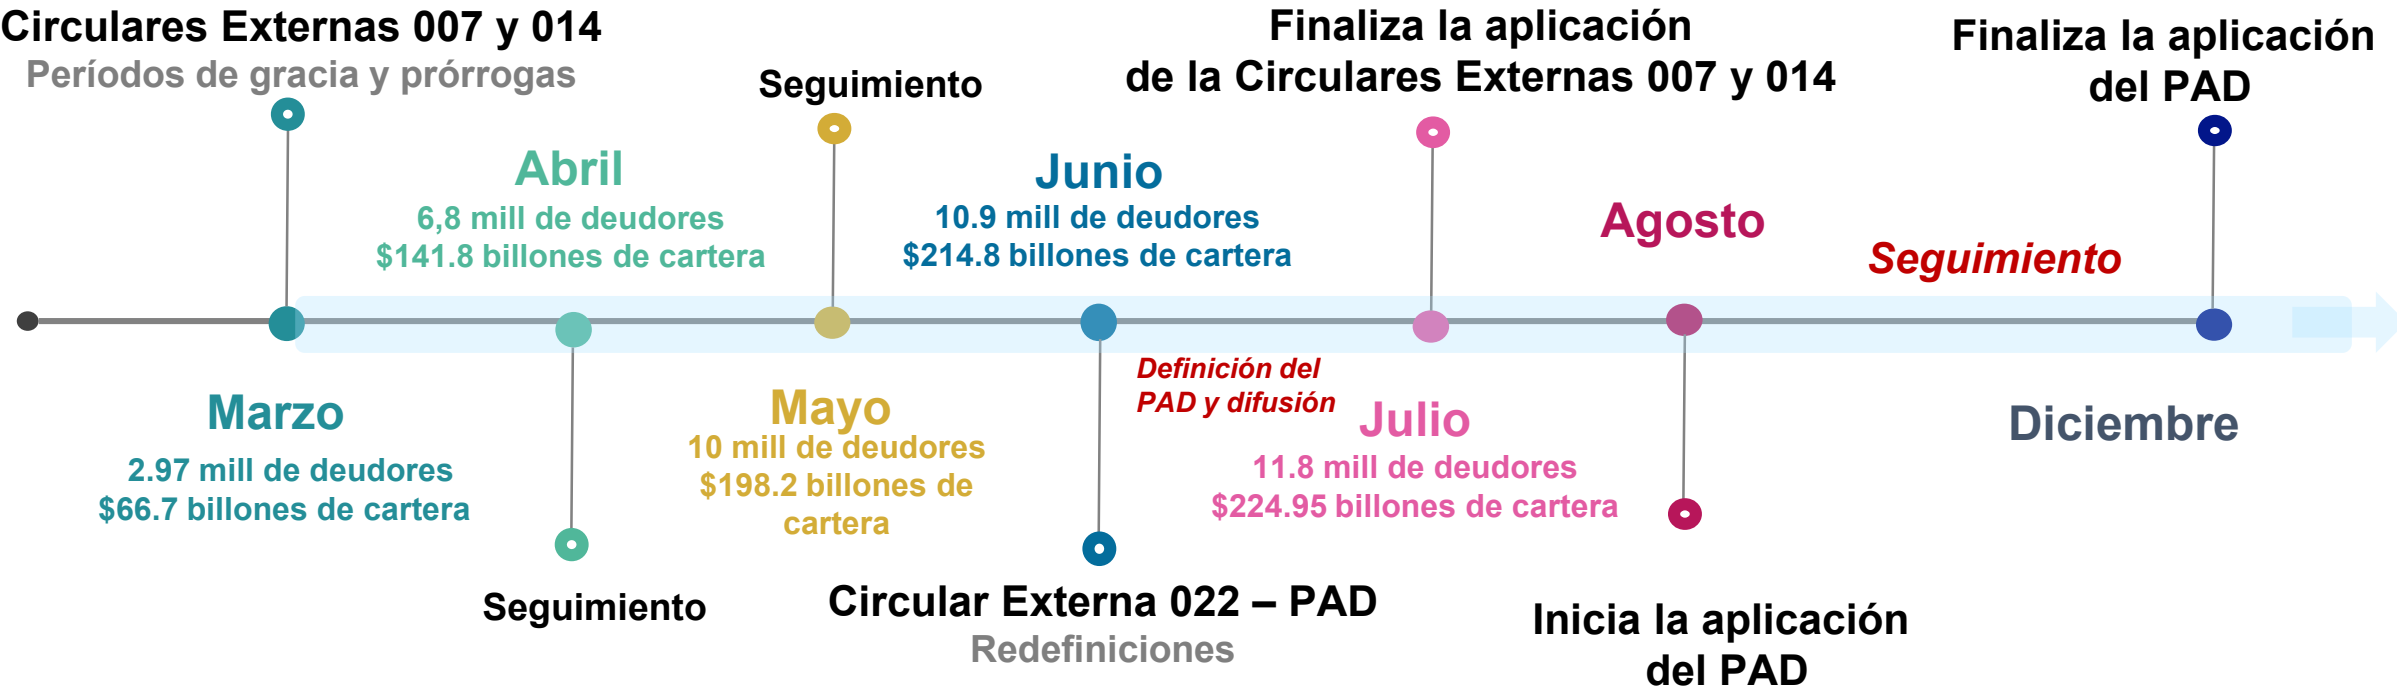 Circulares Externas 007 y 014
Períodos de gracia y prórrogas
Marzo
2.97 mill de deudores
$66.7 billones de cartera
Abril
6,8 mill de deudores
$141.8 billones de cartera
Seguimiento
Seguimiento
Mayo
10 mill de deudores
$198.2 billones de
cartera
Junio
10.9 mill de deudores
$214.8 billones de cartera
Circular Externa 022 – PAD
Redefiniciones
Definición del
PAD y difusión
Finaliza la aplicación
de la Circulares Externas 007 y 014
Julio
11.8 mill de deudores
$224.95 billones de cartera
Agosto
Inicia la aplicación
del PAD
Seguimiento
Finaliza la aplicación
del PAD
Diciembre